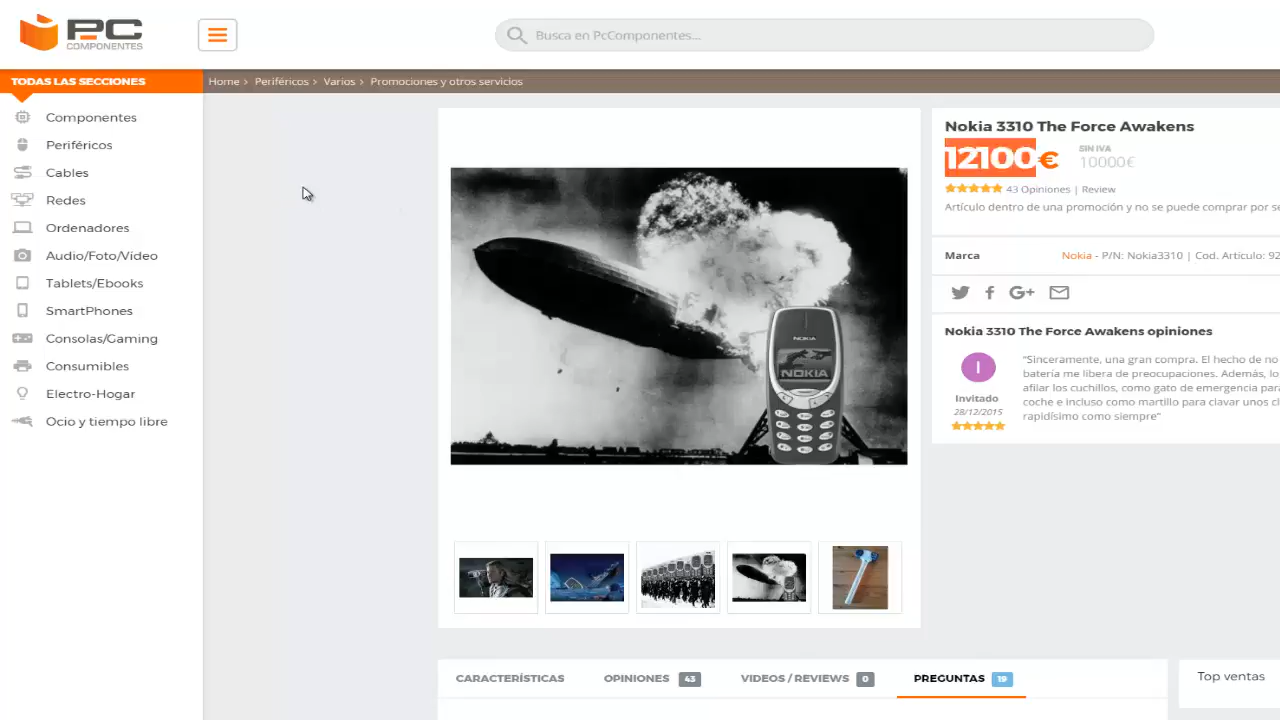 PC
COMPONENTES
Busca en PcComponentes...
TODAS LAS SECCIONES
Home > Periféricos > Varios > Promociones y otros servicios
Componentes
Periféricos
Cables
Redes
Ordenadores
Audio/Foto/Vídeo
Tablets/Ebooks
SmartPhones
Consolas/Gaming
Consumibles
Electro-Hogar
Ocio y tiempo libre
NOKIA
NOKIA
Nokia 3310 The Force Awakens
12100€
SIN IVA
10000€
43 Opiniones | Review
Artículo dentro de una promoción y no se puede comprar por se
Marca
Nokia - P/N: Nokia3310 | Cod. Artículo: 92
Nokia 3310 The Force Awakens opiniones
I
Invitado
28/12/2015
"Sinceramente, una gran compra. El hecho de no
batería me libera de preocupaciones. Además, lo
afilar los cuchillos, como gato de emergencia para
coche e incluso como martillo para clavar unos cl
rapidísimo como siempre"
CARACTERÍSTICAS
OPINIONES 43
VIDEOS / REVIEWS 0
PREGUNTAS 19
Top ventas